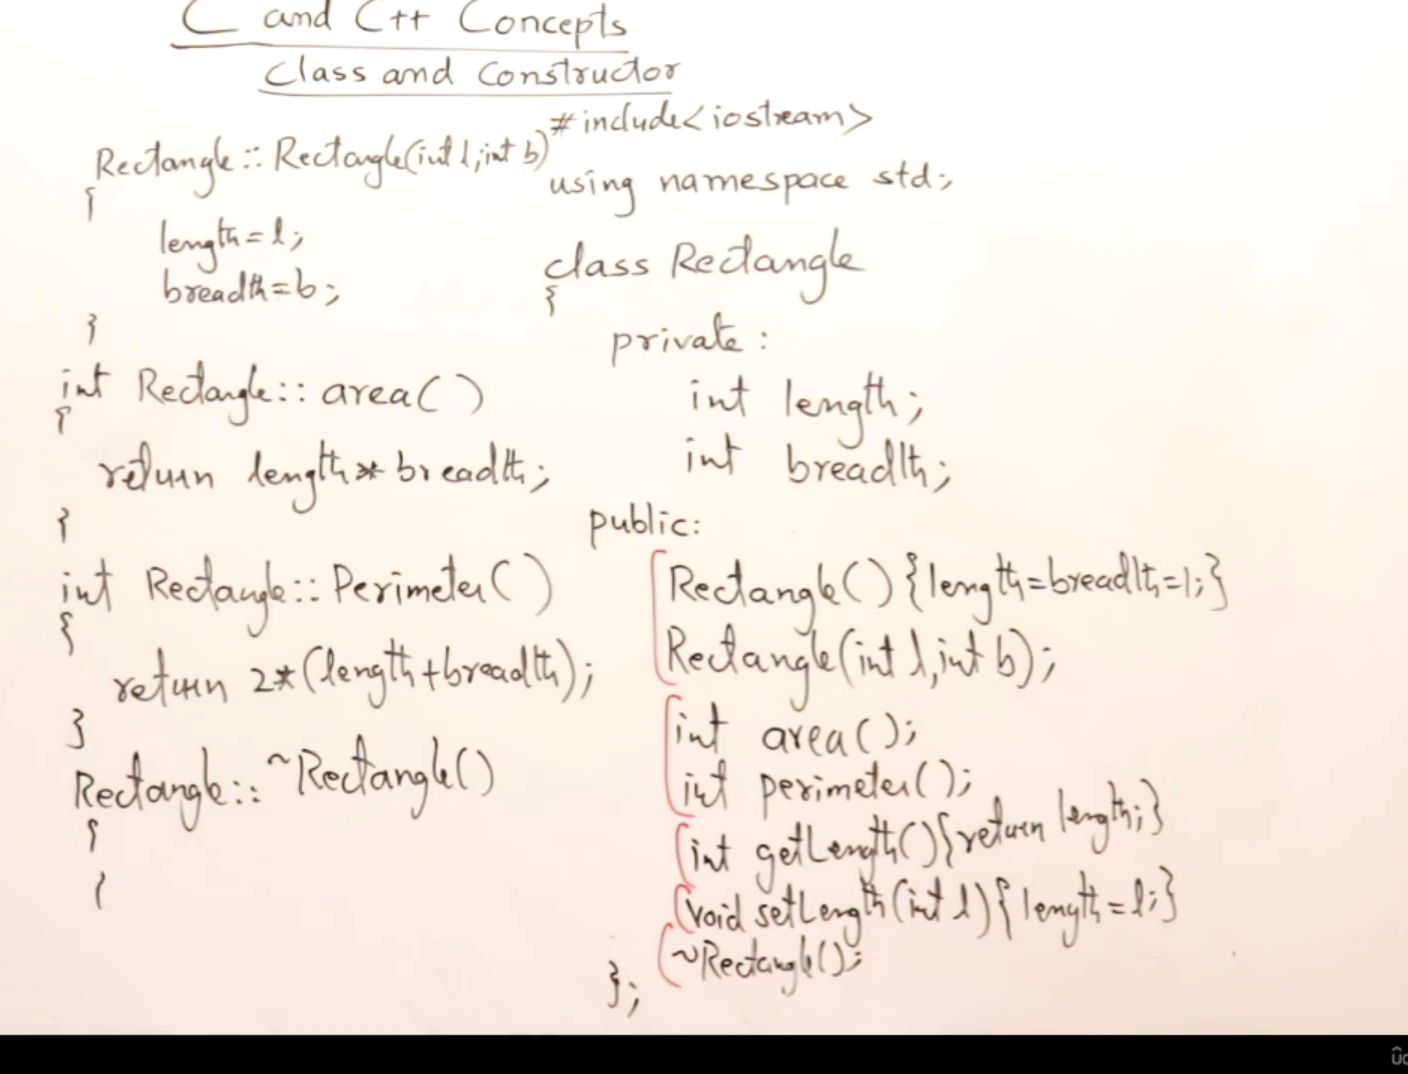 C and C++ Concepts
Class and Constructor
#include<iostream>
using namespace std;
class Rectangle
{
private:
int length;
int breadth;
public:
Rectangle(){length=breadth=1;}
Rectangle(int l,int b);
int area();
int perimeter();
int getLength(){return length;}
void setLength(int l){length=l;}
~Rectangle();
};
Rectangle::Rectangle(int l,int b)
{
length=l;
breadth=b;
}
int Rectangle::area()
{
return length*breadth;
}
int Rectangle::Perimeter()
{
return 2*(length+breadth);
}
Rectangle::~Rectangle()
{